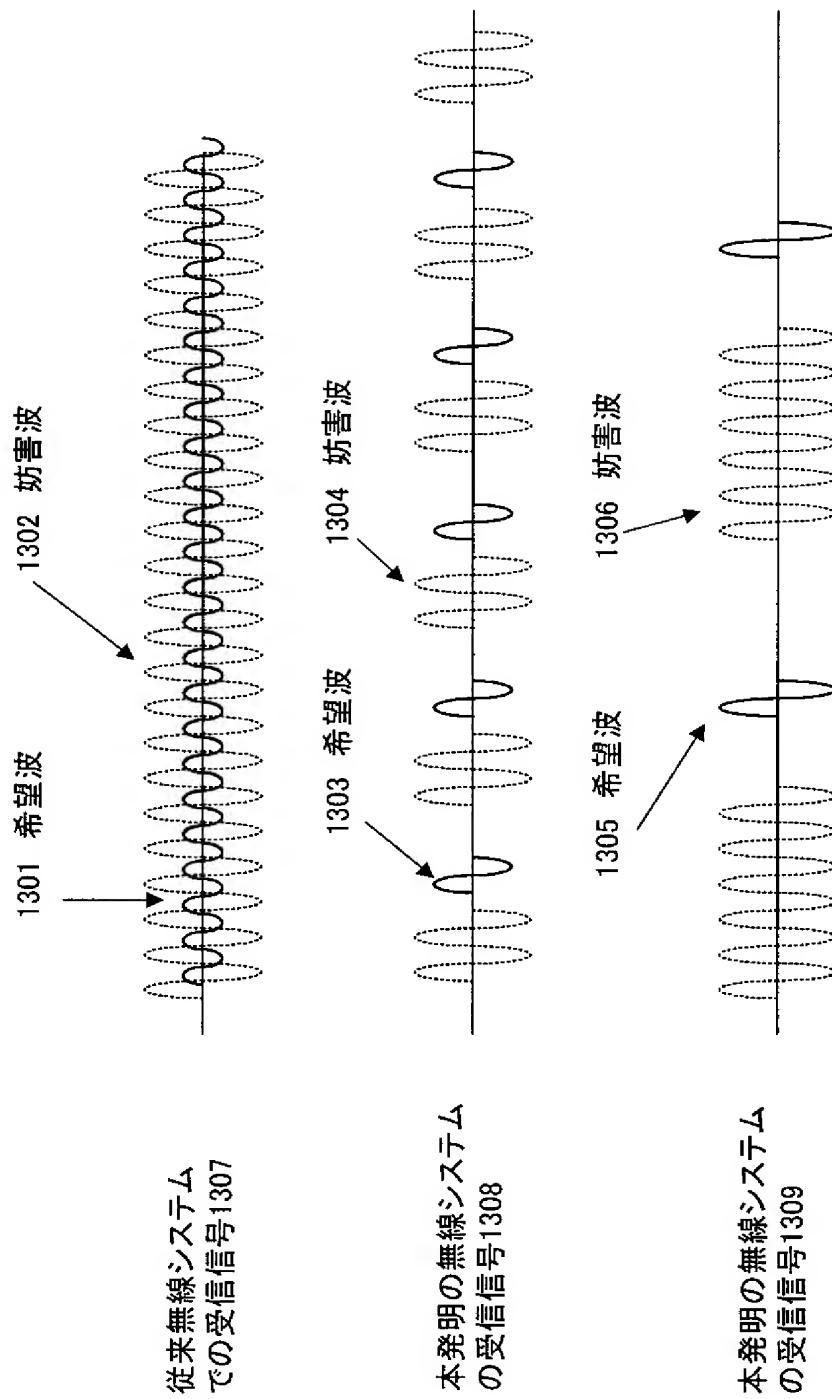 1301 希望波
1302 妨害波
従来無線システム
での受信信号1307
1303 希望波
1304 妨害波
本発明の無線システム
の受信信号1308
1305 希望波
1306 妨害波
本発明の無線システム
の受信信号1309